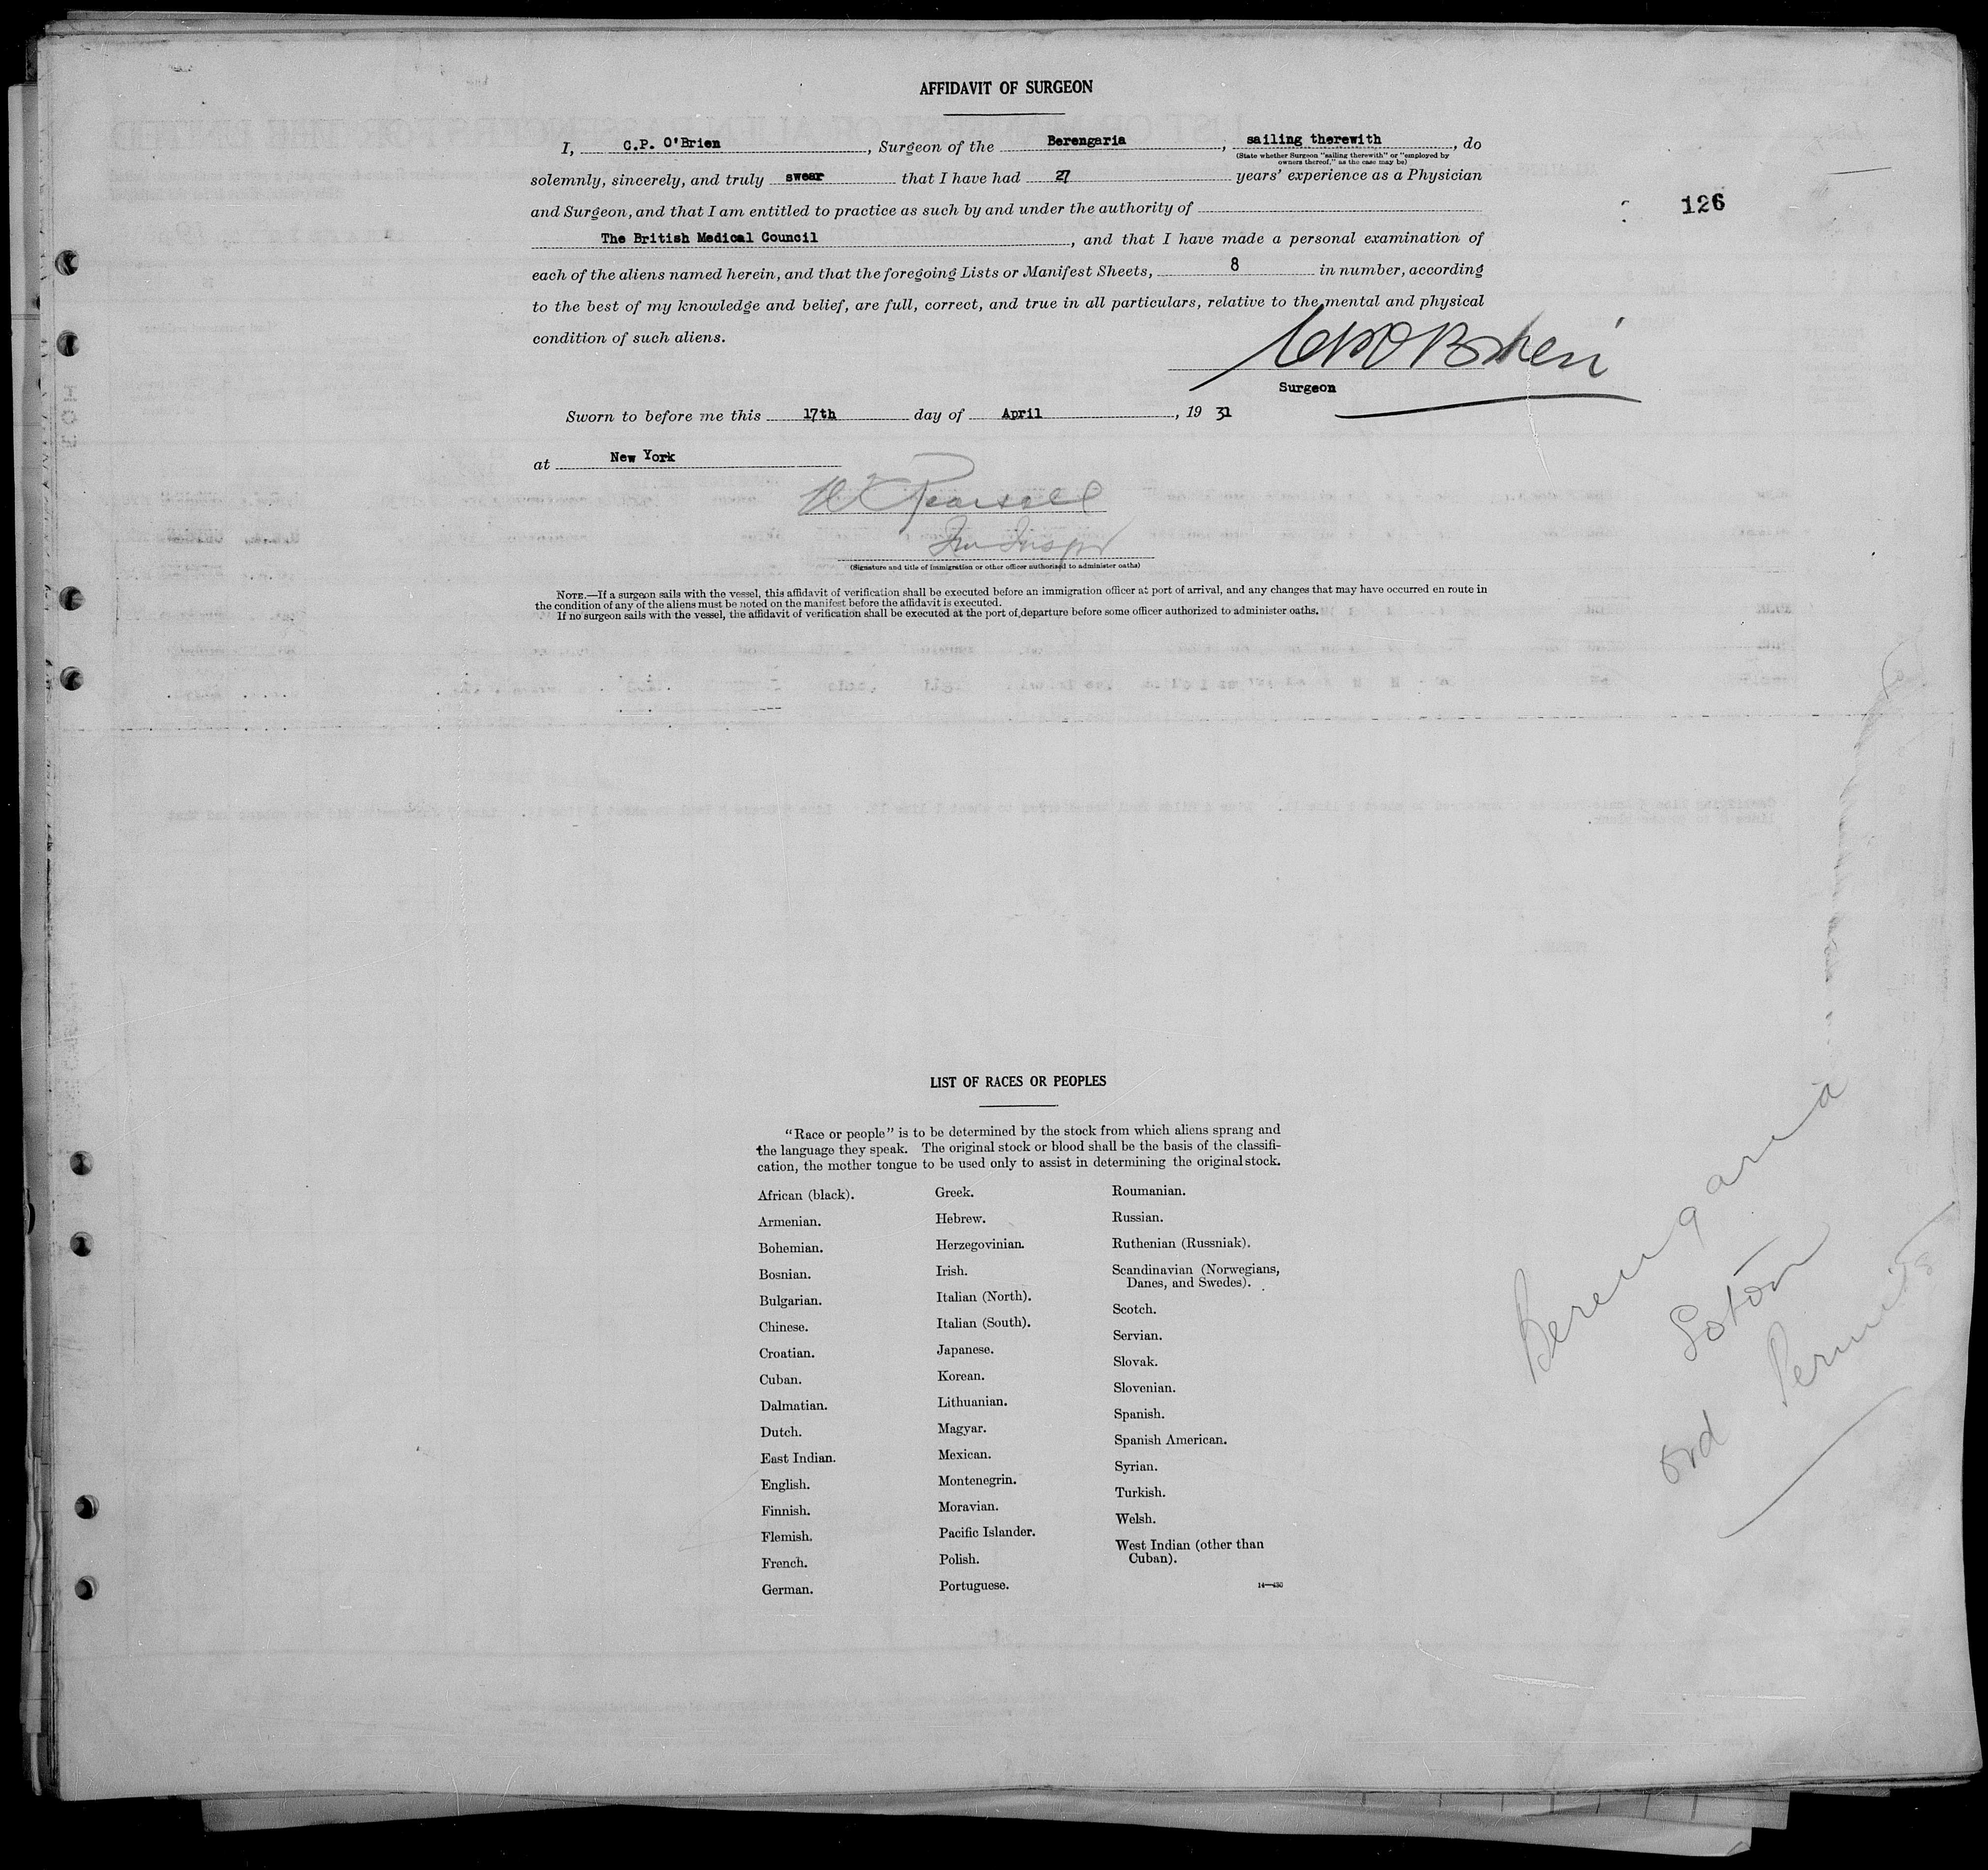 AFFIDAVIT OF SURGEON
I, C.P. O'Brien, Surgeon of the Berengaria, sailing therewith, do
(State whether Surgeon "sailing therewith" or "employed by
owners thereof," as the case may be)
solemnly, sincerely, and truly swear that I have had 27 years' experience as a Physician
126
and Surgeon, and that I am entitled to practice as such by and under the authority of
The British Medical Council, and that I have made a personal examination of
each of the aliens named herein, and that the foregoing Lists or Manifest Sheets, 8 in number, according
to the best of my knowledge and belief, are full, correct, and true in all particulars, relative to the mental and physical
condition of such aliens.
CPO'Brien
Surgeon
Sworn to before me this 17th day of April, 19 31
at New York
Pearsall
(Signature and title of immigration or other officer authorized to administer oaths)
NOTE.—If a surgeon sails with the vessel, this affidavit of verification shall be executed before an immigration officer at port of arrival, and any changes that may have occurred en route in
the condition of any of the aliens must be noted on the manifest before the affidavit is executed.
If no surgeon sails with the vessel, the affidavit of verification shall be executed at the port of departure before some officer authorized to administer oaths.
LIST OF RACES OR PEOPLES
"Race or people" is to be determined by the stock from which aliens sprang and
the language they speak. The original stock or blood shall be the basis of the classifi-
cation, the mother tongue to be used only to assist in determining the original stock.
African (black).
Armenian.
Bohemian.
Bosnian.
Bulgarian.
Chinese.
Croatian.
Cuban.
Dalmatian.
Dutch.
East Indian.
English.
Finnish.
Flemish.
French.
German.
Greek.
Hebrew.
Herzegovinian.
Irish.
Italian (North).
Italian (South).
Japanese.
Korean.
Lithuanian.
Magyar.
Mexican.
Montenegrin.
Moravian.
Pacific Islander.
Polish.
Portuguese.
Roumanian.
Russian.
Ruthenian (Russniak).
Scandinavian (Norwegians,
Danes, and Swedes).
Scotch.
Servian.
Slovak.
Slovenian.
Spanish.
Spanish American.
Syrian.
Turkish.
Welsh.
West Indian (other than
Cuban).
14—430
Berengaria
Soton
ord Permits